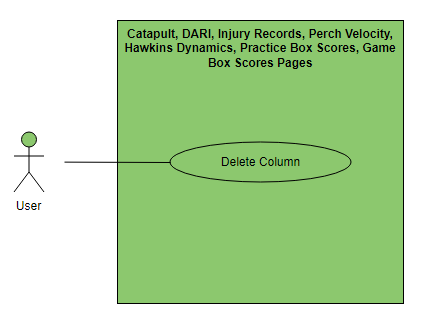 Catapult, DARI, Injury Records, Perch Velocity,
Hawkins Dynamics, Practice Box Scores, Game
Box Scores Pages
Delete Column
User